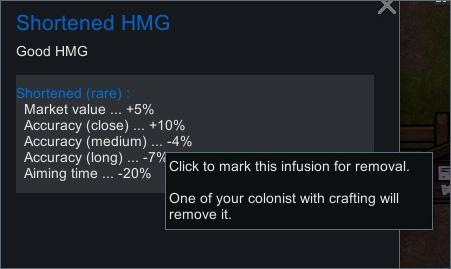 Shortened HMG
Good HMG
Shortened (rare) :
Market value ... +5%
Accuracy (close) ... +10%
Accuracy (medium) ... -4%
Accuracy (long) ... -7%
Aiming time ... -20%
Click to mark this infusion for removal.
One of your colonist with crafting will
remove it.